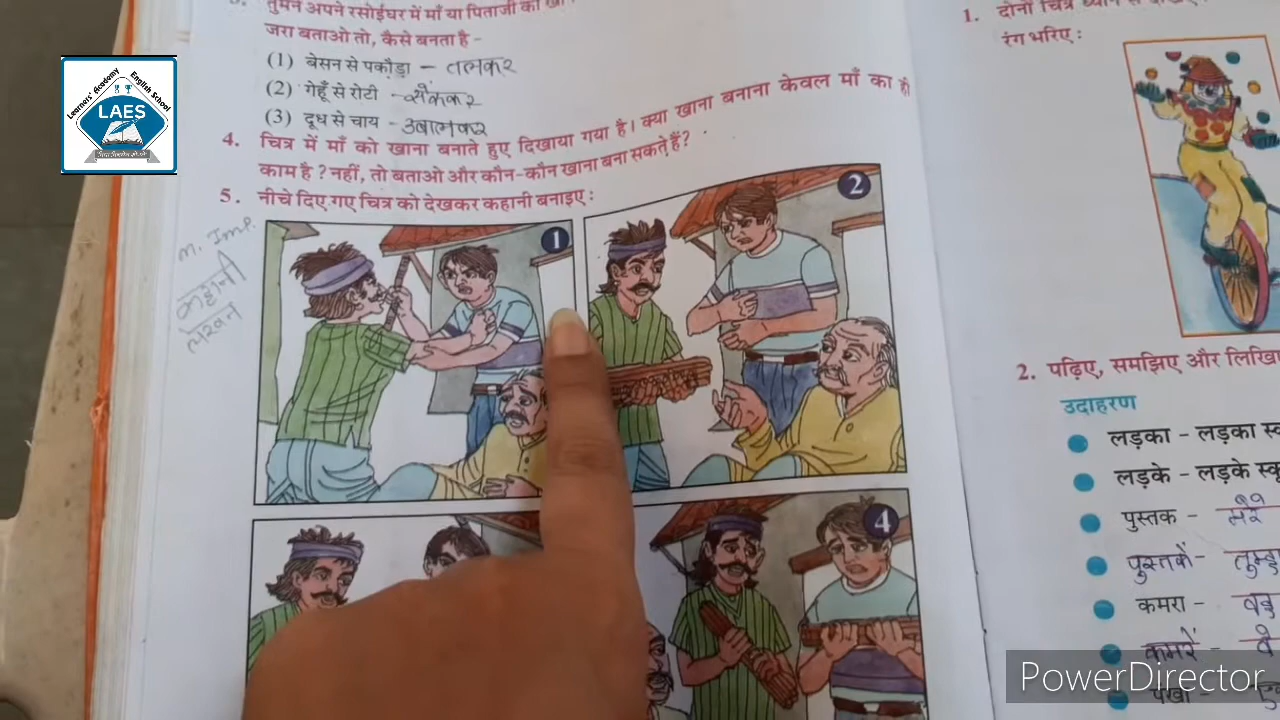 Learners' Academy English School
LAES
3. तुमने अपने रसोईघर में माँ या पिताजी को
जरा बताओ तो, कैसे बनता है -
(1) बेसन से पकौड़ा - तलकर
(2) गेहूँ से रोटी - सेंककर
(3) दूध से चाय - उबालकर
4. चित्र में माँ को खाना बनाते हुए दिखाया गया है। क्या खाना बनाना केवल माँ का ही
काम है ? नहीं, तो बताओ और कौन-कौन खाना बना सकते हैं?
5. नीचे दिए गए चित्र को देखकर कहानी बनाइए :
m. Imp.
कहानी
लेखन
1
2
4
1. दोनों चित्र ध्यान से
रंग भरिए :
2. पढ़िए, समझिए और
उदाहरण
लड़का - लड़का
लड़के - लड़के
पुस्तक -
पुस्तकें -
कमरा -
कमरें -
पंखा -
PowerDirector